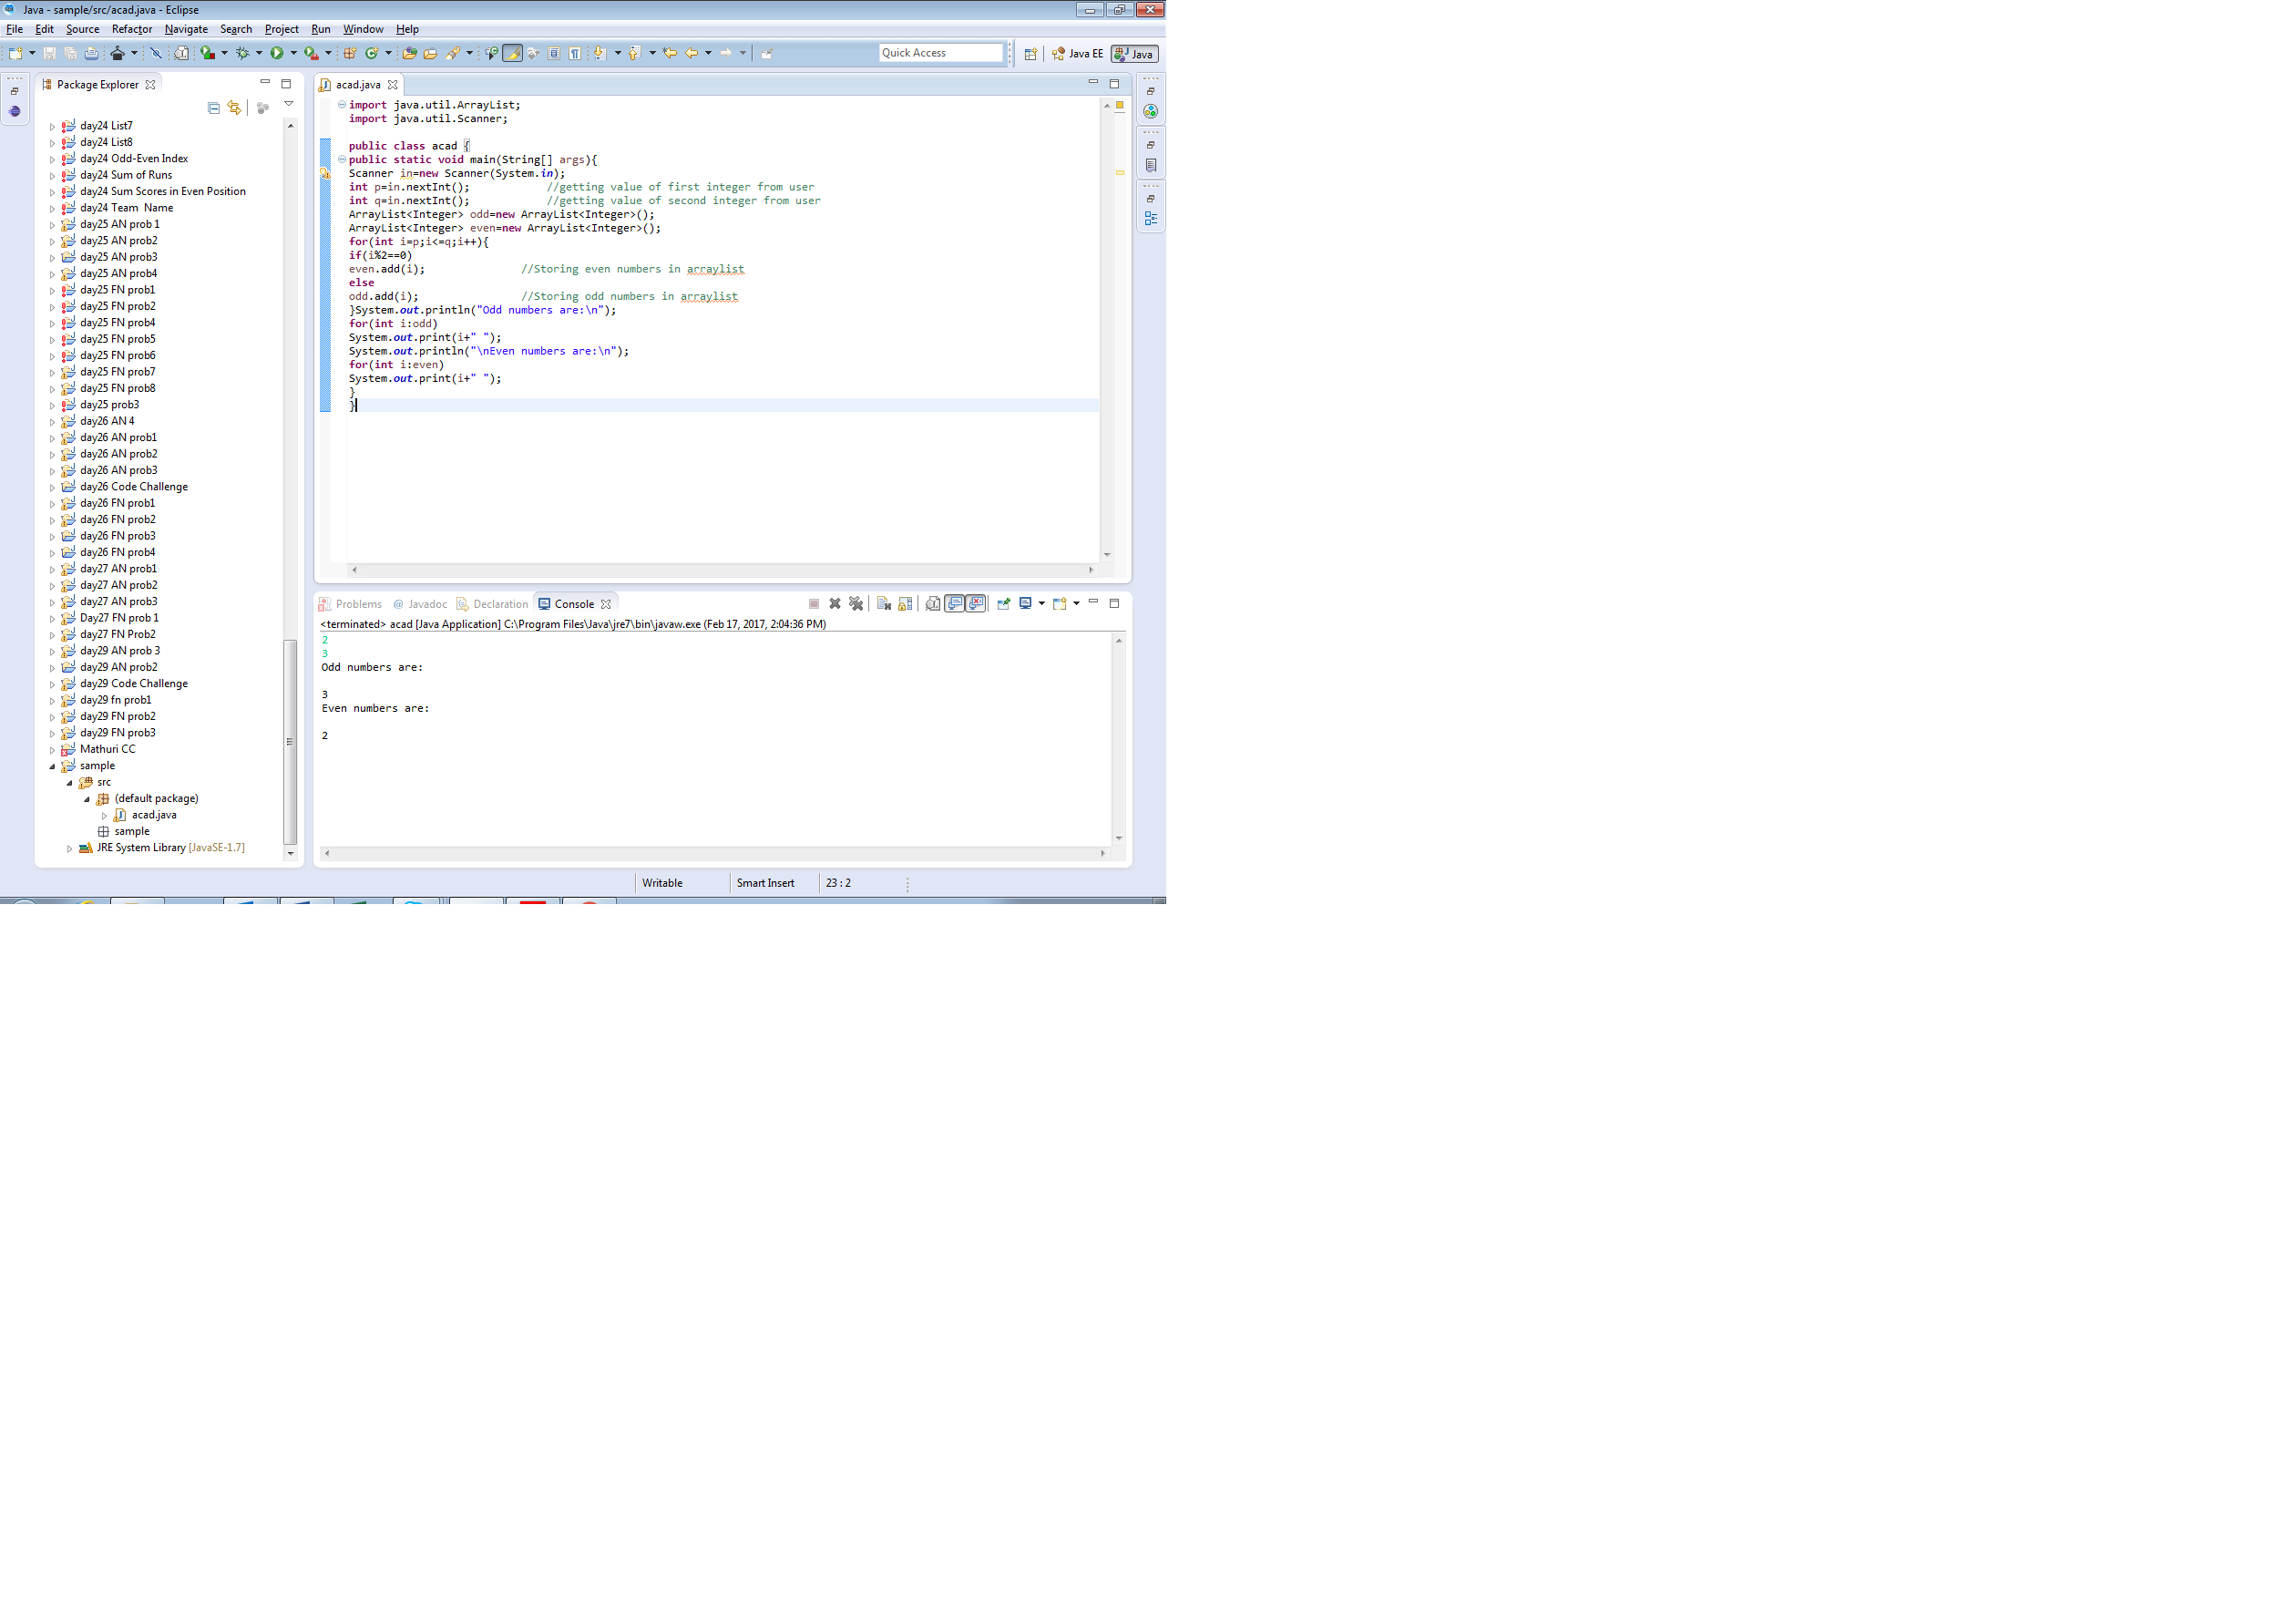 Java - sample/src/acad.java - Eclipse
File Edit Source Refactor Navigate Search Project Run Window Help
Quick Access
Java EE
Java
Package Explorer
day24 List7
day24 List8
day24 Odd-Even Index
day24 Sum of Runs
day24 Sum Scores in Even Position
day24 Team  Name
day25 AN prob 1
day25 AN prob2
day25 AN prob3
day25 AN prob4
day25 FN prob1
day25 FN prob2
day25 FN prob4
day25 FN prob5
day25 FN prob6
day25 FN prob7
day25 FN prob8
day25 prob3
day26 AN 4
day26 AN prob1
day26 AN prob2
day26 AN prob3
day26 Code Challenge
day26 FN prob1
day26 FN prob2
day26 FN prob3
day26 FN prob4
day27 AN prob1
day27 AN prob2
day27 AN prob3
Day27 FN prob 1
day27 FN Prob2
day29 AN prob 3
day29 AN prob2
day29 Code Challenge
day29 fn prob1
day29 FN prob2
day29 FN prob3
Mathuri CC
sample
src
(default package)
acad.java
sample
JRE System Library [JavaSE-1.7]
acad.java
import java.util.ArrayList;
import java.util.Scanner;
public class acad {
public static void main(String[] args){
Scanner in=new Scanner(System.in);
int p=in.nextInt();            //getting value of first integer from user
int q=in.nextInt();            //getting value of second integer from user
ArrayList<Integer> odd=new ArrayList<Integer>();
ArrayList<Integer> even=new ArrayList<Integer>();
for(int i=p;i<=q;i++){
if(i%2==0)
even.add(i);               //Storing even numbers in arraylist
else
odd.add(i);                //Storing odd numbers in arraylist
}System.out.println("Odd numbers are:\n");
for(int i:odd)
System.out.print(i+" ");
System.out.println("\nEven numbers are:\n");
for(int i:even)
System.out.print(i+" ");
}
}
Problems @ Javadoc Declaration Console
<terminated> acad [Java Application] C:\Program Files\Java\jre7\bin\javaw.exe (Feb 17, 2017, 2:04:36 PM)
2
3
Odd numbers are:
3
Even numbers are:
2
Writable Smart Insert 23 : 2